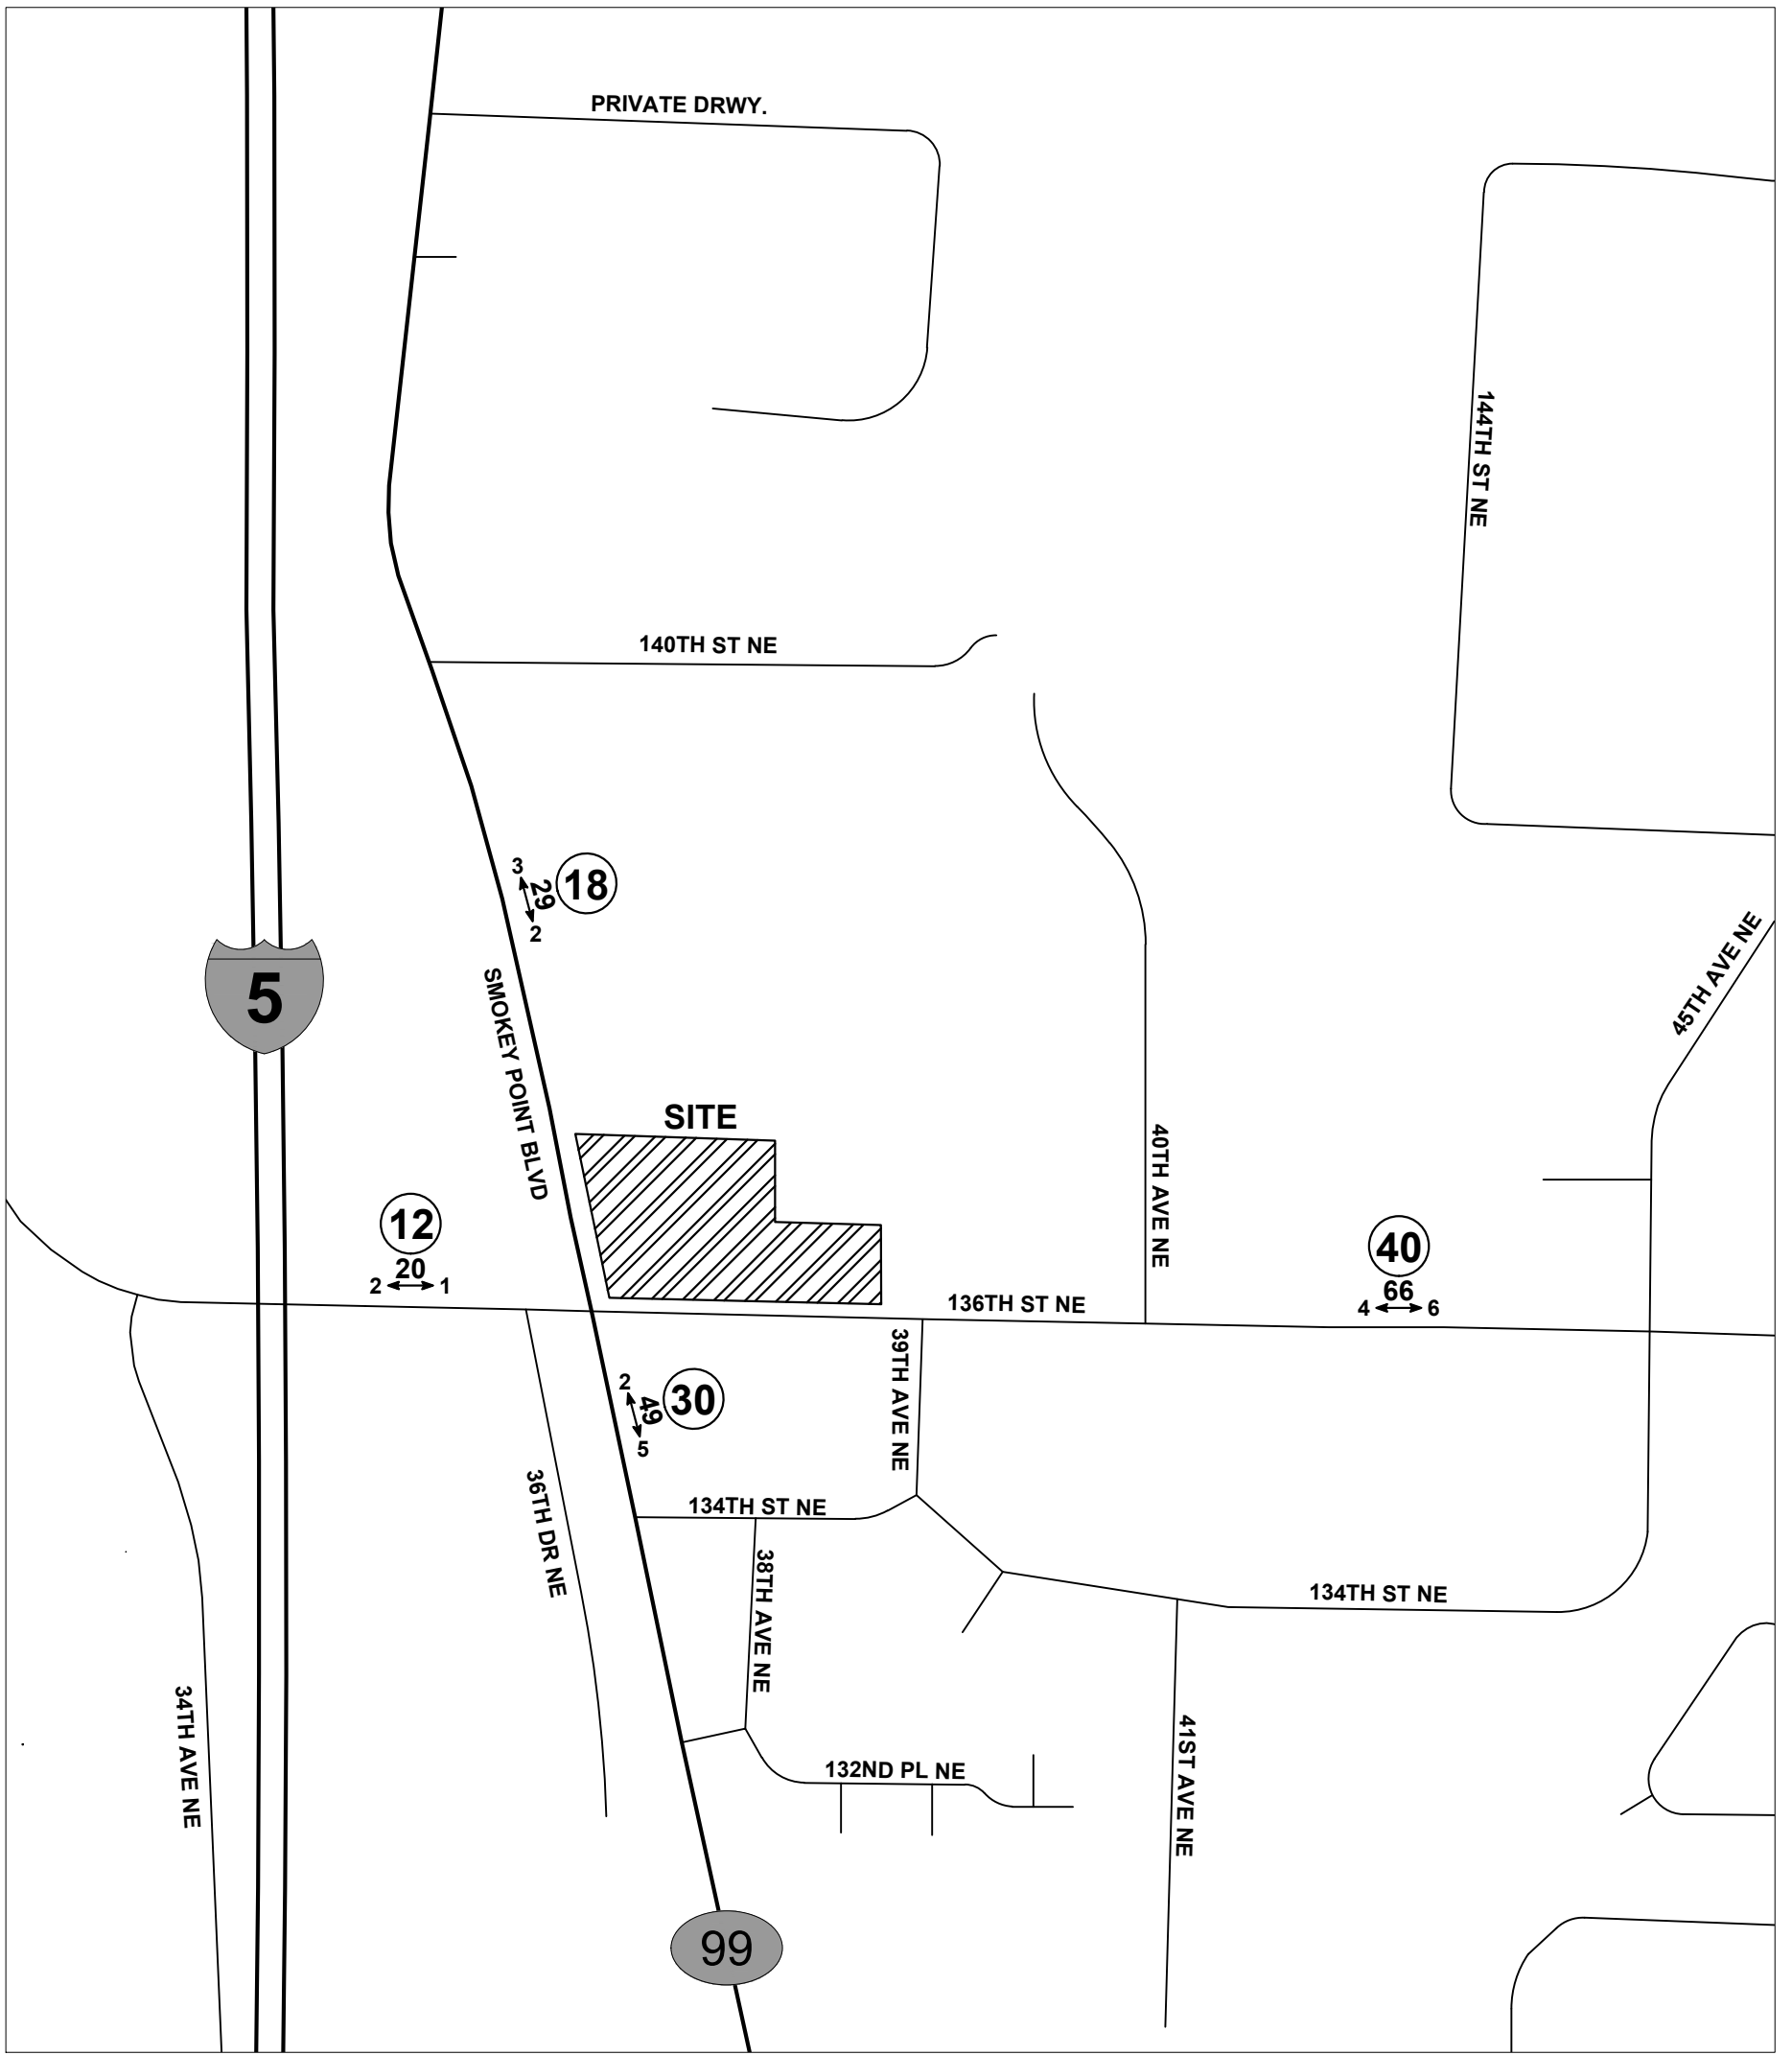 PRIVATE DRWY.
144TH ST NE
140TH ST NE
3
29
2
18
45TH AVE NE
5
SMOKEY POINT BLVD
SITE
40TH AVE NE
12
20
2 1
40
66
4 6
136TH ST NE
39TH AVE NE
2
49
5
30
36TH DR NE
134TH ST NE
38TH AVE NE
134TH ST NE
34TH AVE NE
132ND PL NE
41ST AVE NE
99